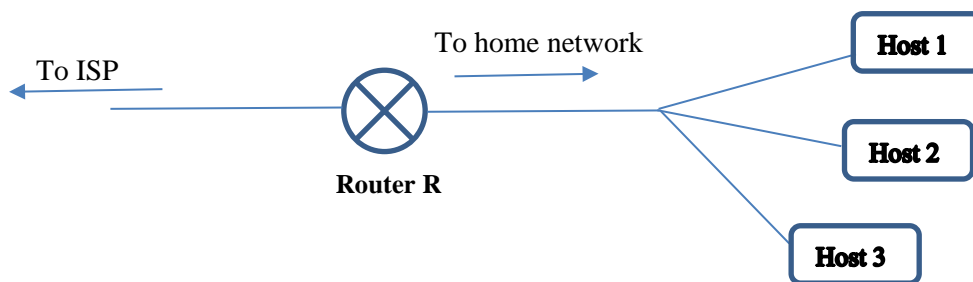 To ISP
To home network
Router R
Host 1
Host 2
Host 3